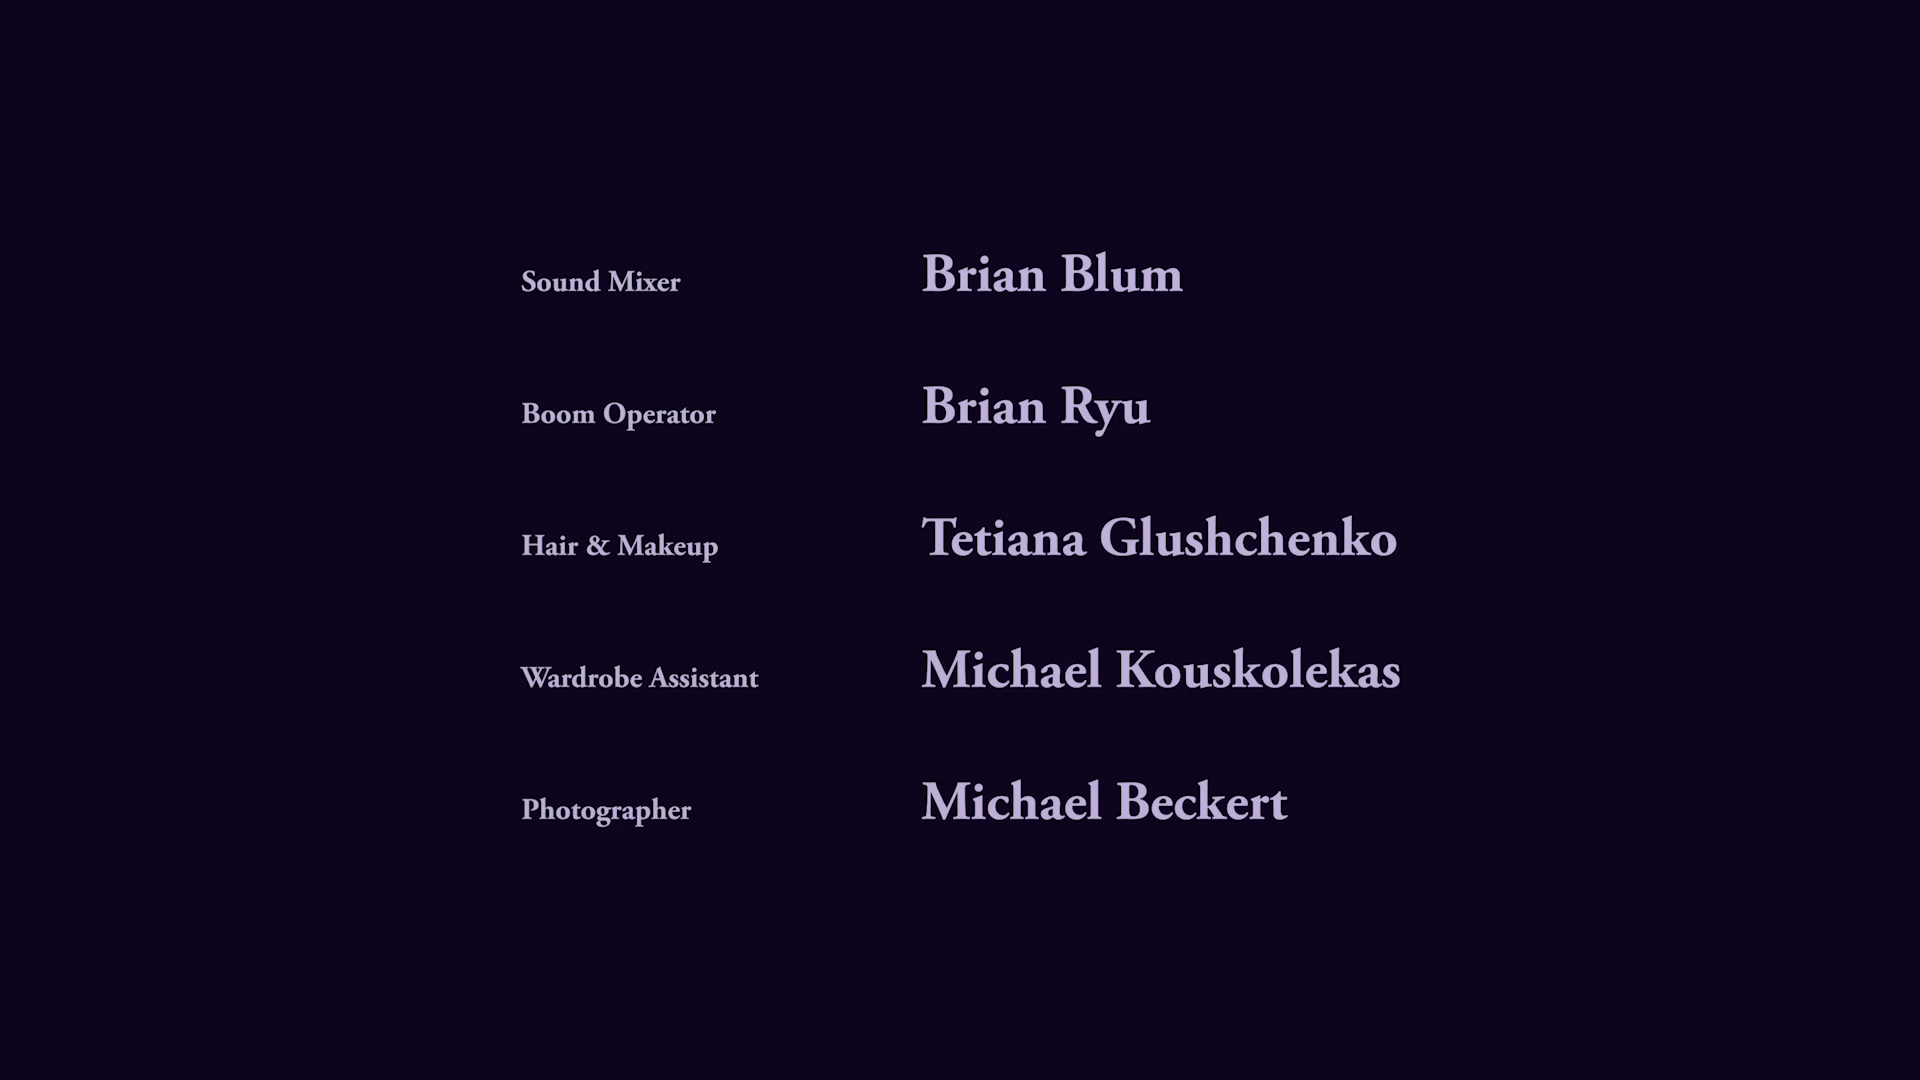 Sound Mixer Brian Blum
Boom Operator Brian Ryu
Hair & Makeup Tetiana Glushchenko
Wardrobe Assistant Michael Kouskolekas
Photographer Michael Beckert